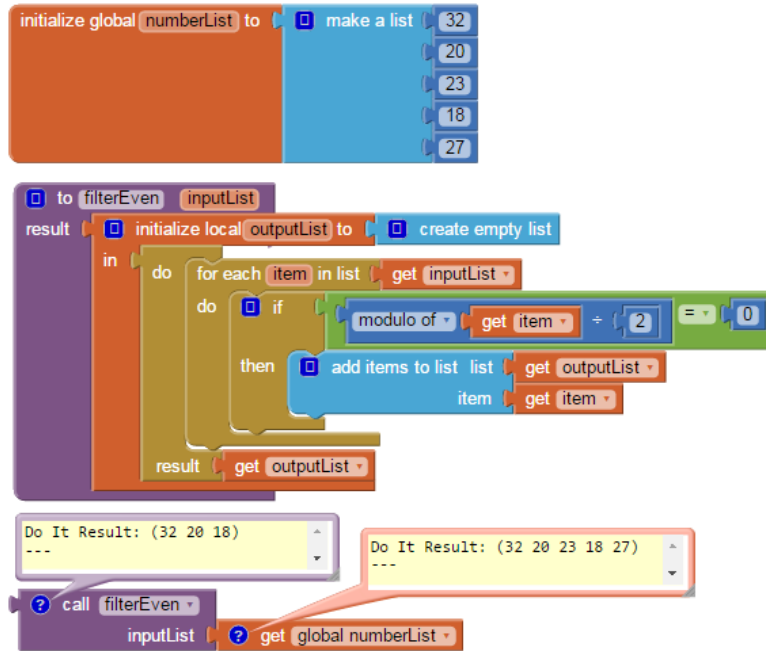 initialize global numberList to make a list 32
20
23
18
27
to filterEven inputList
result initialize local outputList to create empty list
in do for each item in list get inputList
do if modulo of get item ÷ 2 = 0
then add items to list list get outputList
item get item
result get outputList
Do It Result: (32 20 18)
---
Do It Result: (32 20 23 18 27)
---
? call filterEven
inputList ? get global numberList